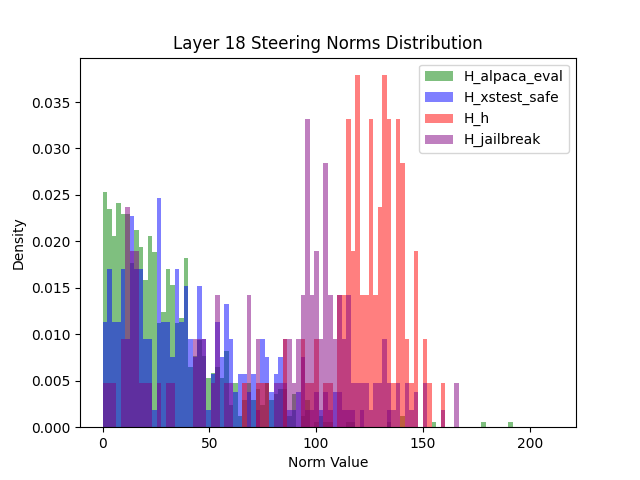 Layer 18 Steering Norms Distribution
H_alpaca_eval
H_xstest_safe
H_h
H_jailbreak
Density
0.035
0.030
0.025
0.020
0.015
0.010
0.005
0.000
0
50
100
150
200
Norm Value